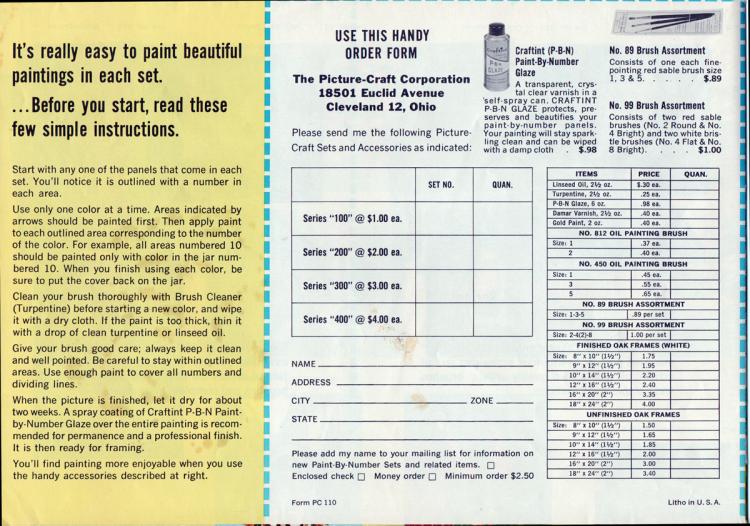 It's really easy to paint beautiful
paintings in each set.
...Before you start, read these
few simple instructions.
Start with any one of the panels that come in each
set. You'll notice it is outlined with a number in
each area.
Use only one color at a time. Areas indicated by
arrows should be painted first. Then apply paint
to each outlined area corresponding to the number
of the color. For example, all areas numbered 10
should be painted only with color in the jar num-
bered 10. When you finish using each color, be
sure to put the cover back on the jar.
Clean your brush thoroughly with Brush Cleaner
(Turpentine) before starting a new color, and wipe
it with a dry cloth. If the paint is too thick, thin it
with a drop of clean turpentine or linseed oil.
Give your brush good care; always keep it clean
and well pointed. Be careful to stay within outlined
areas. Use enough paint to cover all numbers and
dividing lines.
When the picture is finished, let it dry for about
two weeks. A spray coating of Craftint P-B-N Paint-
by-Number Glaze over the entire painting is recom-
mended for permanence and a professional finish.
It is then ready for framing.
You'll find painting more enjoyable when you use
the handy accessories described at right.
USE THIS HANDY
ORDER FORM
The Picture-Craft Corporation
18501 Euclid Avenue
Cleveland 12, Ohio
Please send me the following Picture-
Craft Sets and Accessories as indicated:
Craftint
P-B-N
GLAZE
Craftint (P-B-N)
Paint-By-Number
Glaze
A transparent, crys-
tal clear varnish in a
self-spray can. CRAFTINT
P-B-N GLAZE protects, pre-
serves and beautifies your
paint-by-number panels.
Your painting will stay spark-
ling clean and can be wiped
with a damp cloth . $.98
No. 89 Brush Assortment
Consists of one each fine-
pointing red sable brush size
1, 3 & 5. . . . . $.89
No. 99 Brush Assortment
Consists of two red sable
brushes (No. 2 Round & No.
4 Bright) and two white bris-
tle brushes (No. 4 Flat & No.
8 Bright). . . . $1.00
SET NO. QUAN.
Series "100" @ $1.00 ea.
Series "200" @ $2.00 ea.
Series "300" @ $3.00 ea.
Series "400" @ $4.00 ea.
NAME
ADDRESS
CITY ZONE
STATE
Please add my name to your mailing list for information on
new Paint-By-Number Sets and related items. □
Enclosed check □ Money order □ Minimum order $2.50
Form PC 110
ITEMS PRICE QUAN.
Linseed Oil, 2½ oz. $.30 ea.
Turpentine, 2½ oz. .25 ea.
P-B-N Glaze, 6 oz. .98 ea.
Damar Varnish, 2½ oz. .40 ea.
Gold Paint, 2 oz. .40 ea.
NO. 812 OIL PAINTING BRUSH
Size: 1 .37 ea.
2 .40 ea.
NO. 450 OIL PAINTING BRUSH
Size: 1 .45 ea.
3 .55 ea.
5 .65 ea.
NO. 89 BRUSH ASSORTMENT
Size: 1-3-5 .89 per set
NO. 99 BRUSH ASSORTMENT
Size: 2-4(2)-8 1.00 per set
FINISHED OAK FRAMES (WHITE)
Size: 8" x 10" (1½") 1.75
9" x 12" (1½") 1.95
10" x 14" (1½") 2.20
12" x 16" (1½") 2.40
16" x 20" (2") 3.35
18" x 24" (2") 4.00
UNFINISHED OAK FRAMES
Size: 8" x 10" (1½") 1.50
9" x 12" (1½") 1.65
10" x 14" (1½") 1.85
12" x 16" (1½") 2.00
16" x 20" (2") 3.00
18" x 24" (2") 3.40
Litho in U.S.A.